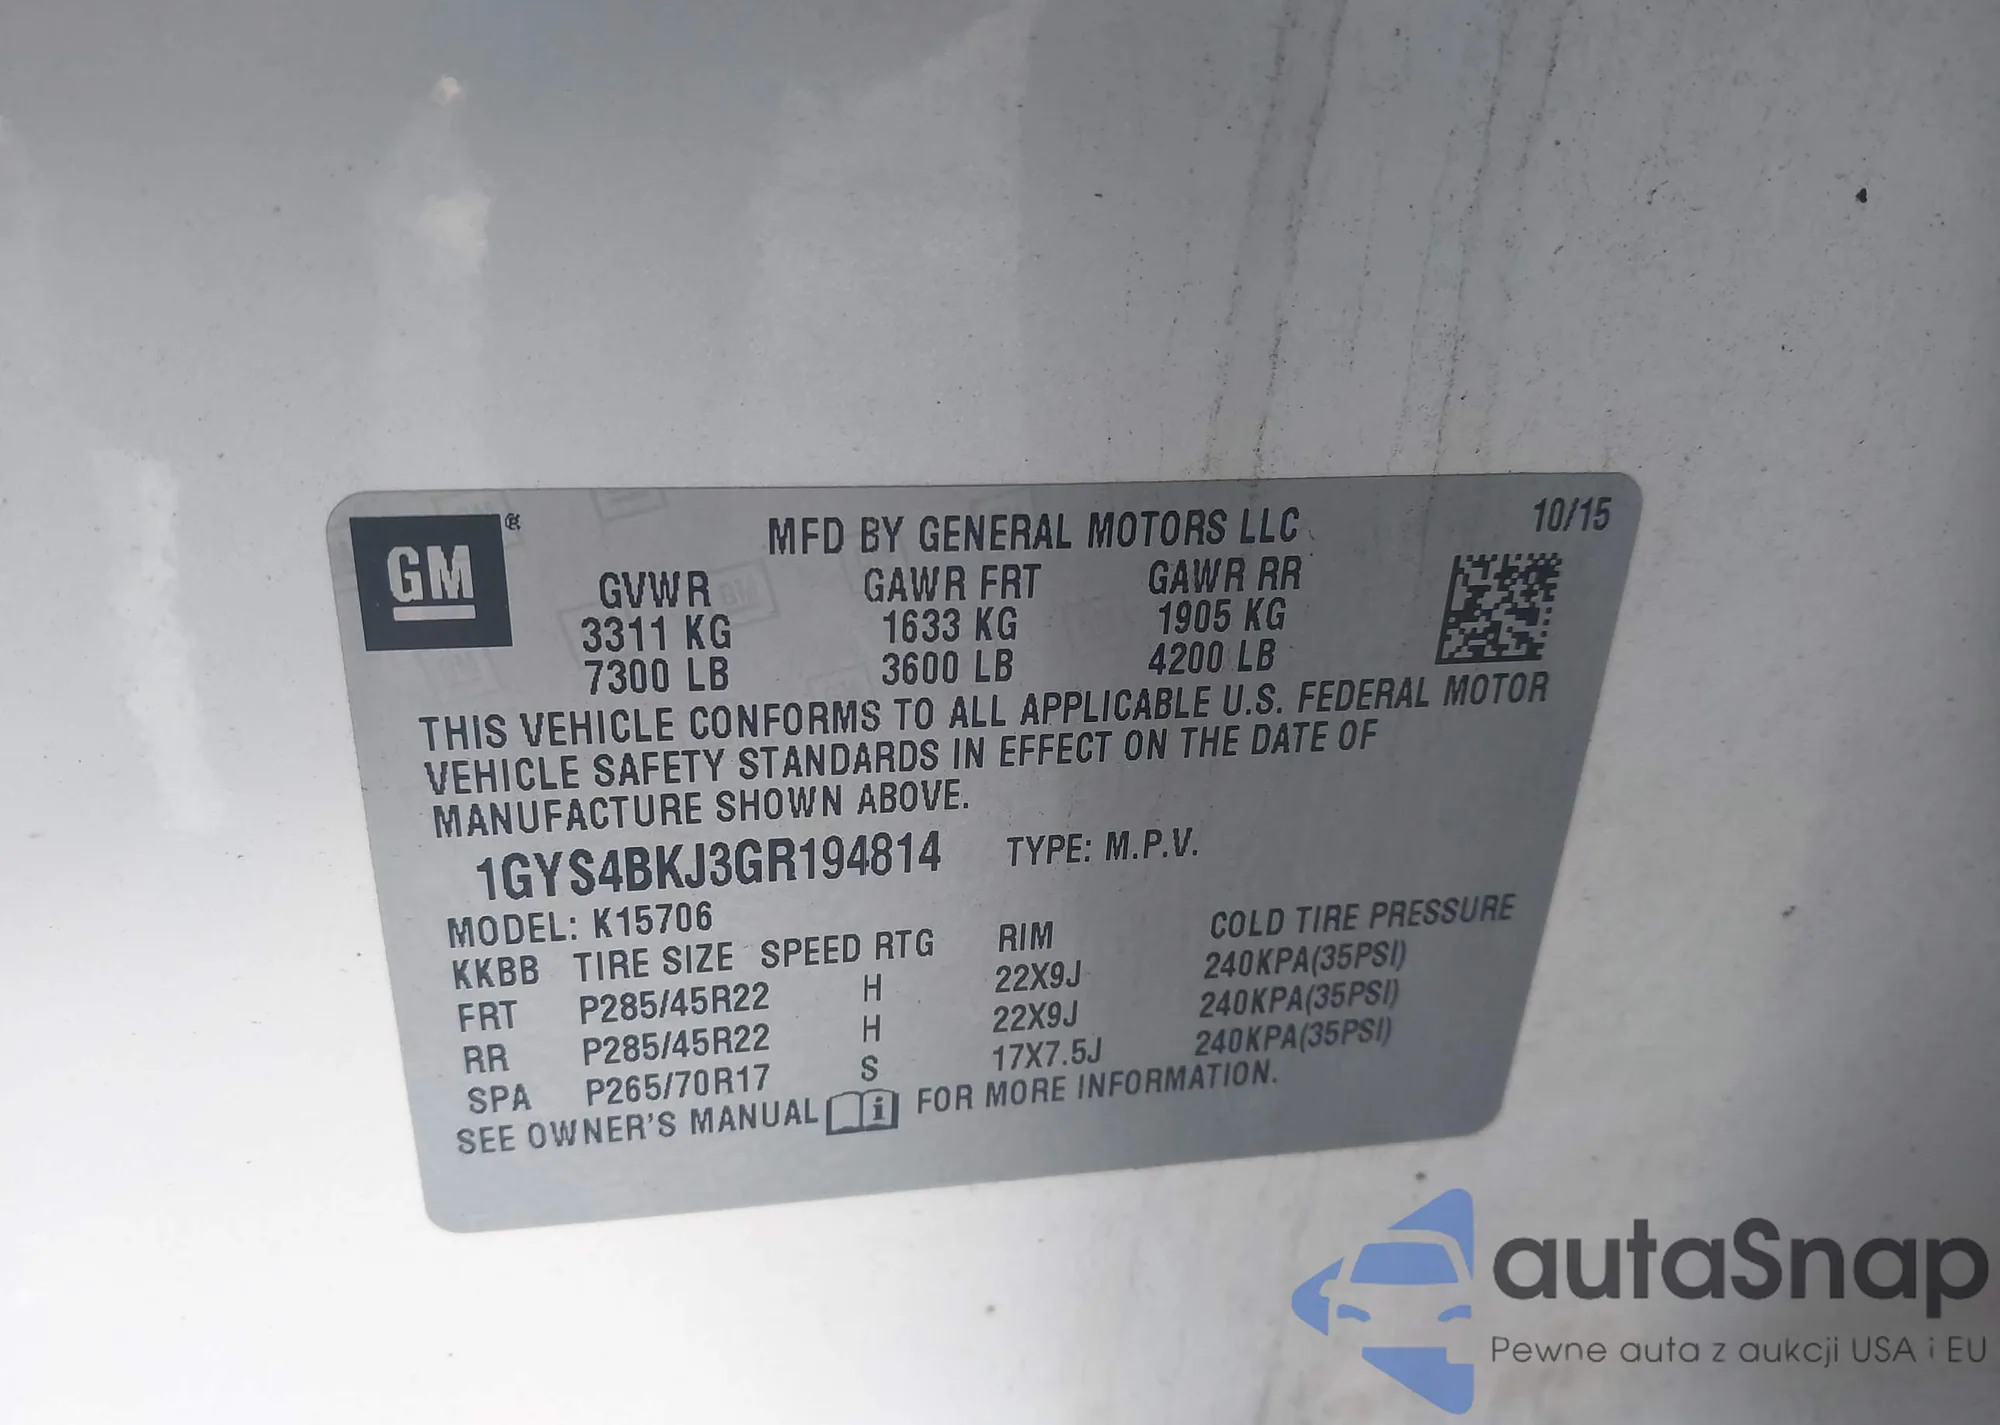 GM ®
MFD BY GENERAL MOTORS LLC 10/15
GVWR GAWR FRT GAWR RR
3311 KG 1633 KG 1905 KG
7300 LB 3600 LB 4200 LB
THIS VEHICLE CONFORMS TO ALL APPLICABLE U.S. FEDERAL MOTOR
VEHICLE SAFETY STANDARDS IN EFFECT ON THE DATE OF
MANUFACTURE SHOWN ABOVE.
1GYS4BKJ3GR194814 TYPE: M.P.V.
MODEL: K15706
KKBB TIRE SIZE SPEED RTG RIM COLD TIRE PRESSURE
FRT P285/45R22 H 22X9J 240KPA(35PSI)
RR P285/45R22 H 22X9J 240KPA(35PSI)
SPA P265/70R17 S 17X7.5J 240KPA(35PSI)
SEE OWNER'S MANUAL i FOR MORE INFORMATION.
autaSnap
Pewne auta z aukcji USA i EU